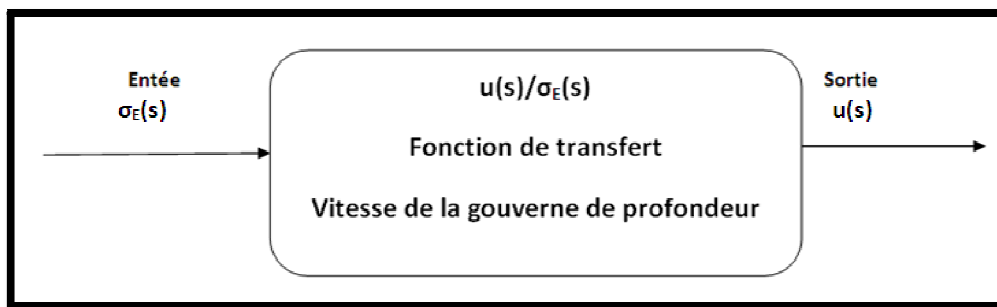 Entée
σE(s)
u(s)/σE(s)
Fonction de transfert
Vitesse de la gouverne de profondeur
Sortie
u(s)